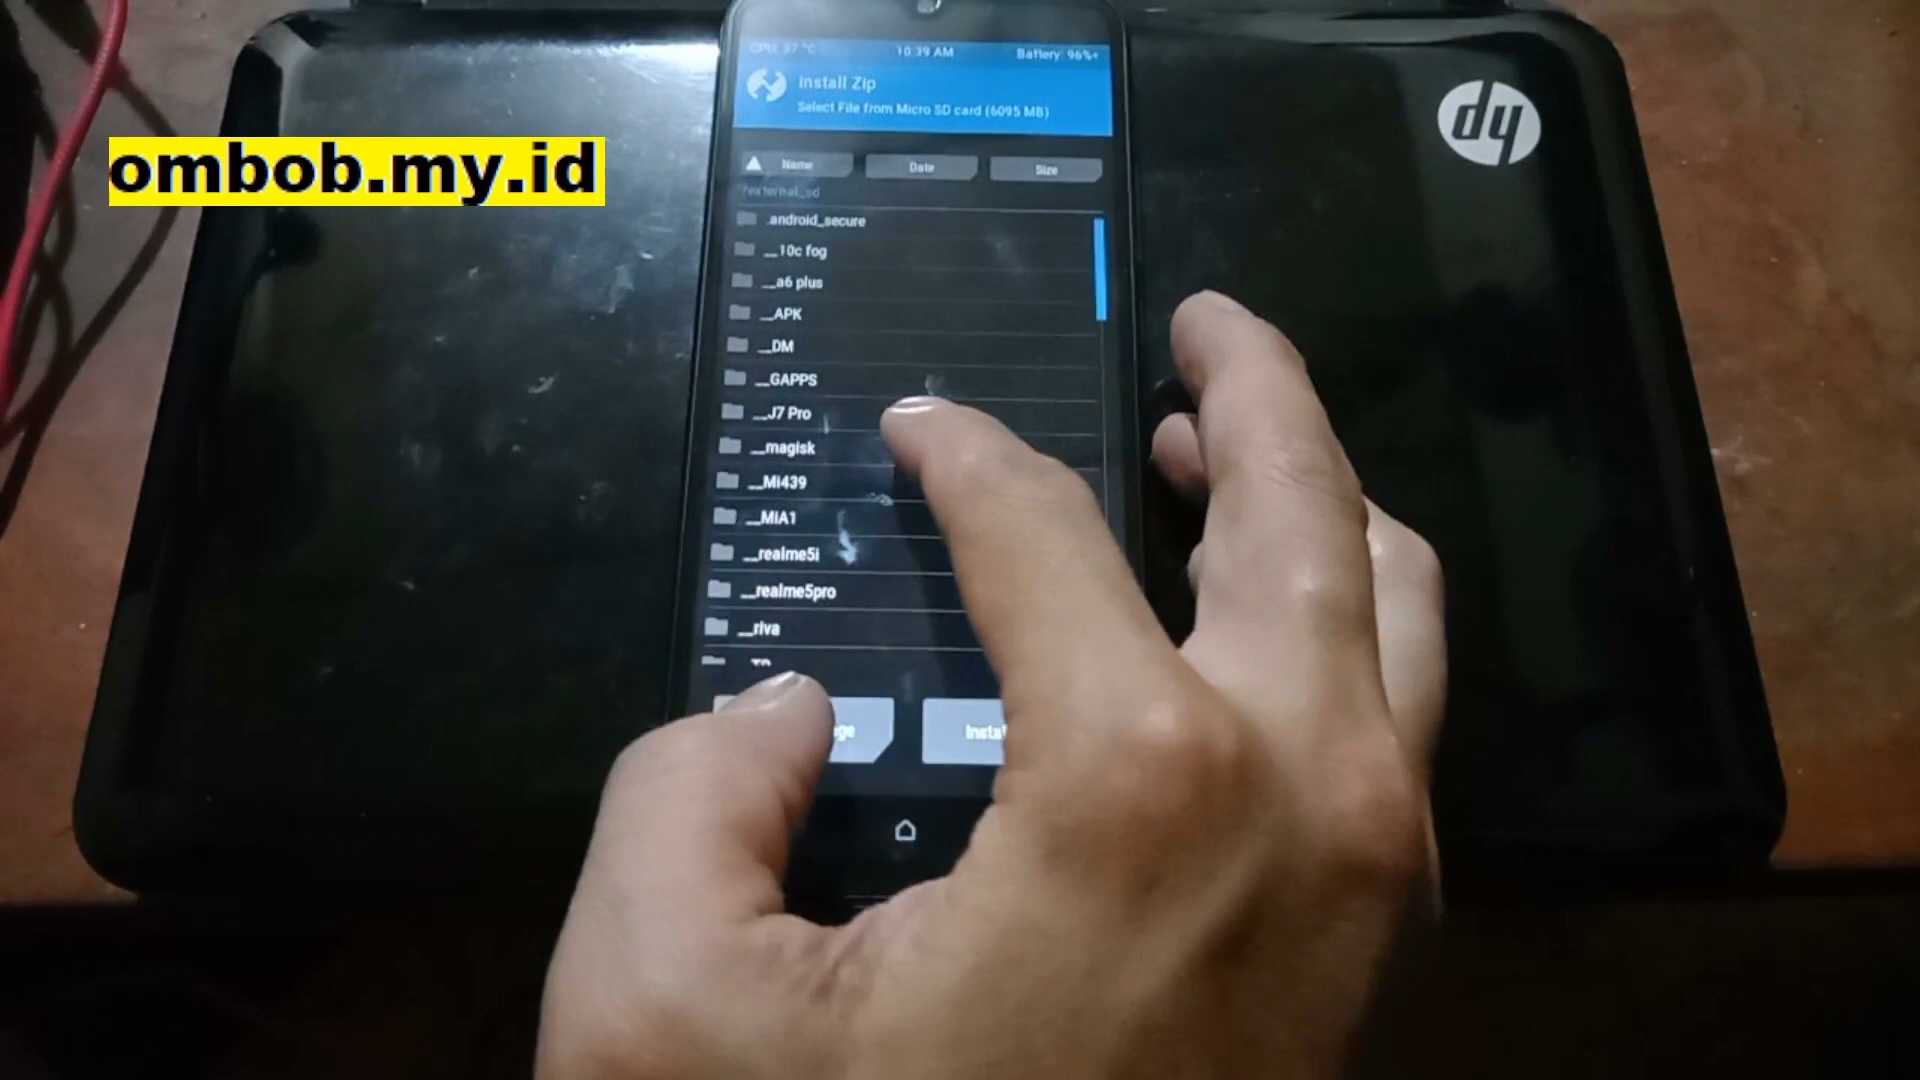 CPU: 37 °C
10:39 AM
Battery: 96%+
Install Zip
Select File from Micro SD card (6095 MB)
hp
ombob.my.id
Name
Date
Size
/external_sd
.android_secure
__10c fog
__a6 plus
__APK
__DM
__GAPPS
__J7 Pro
__magisk
__Mi439
__MiA1
__realme5i
__realme5pro
__riva